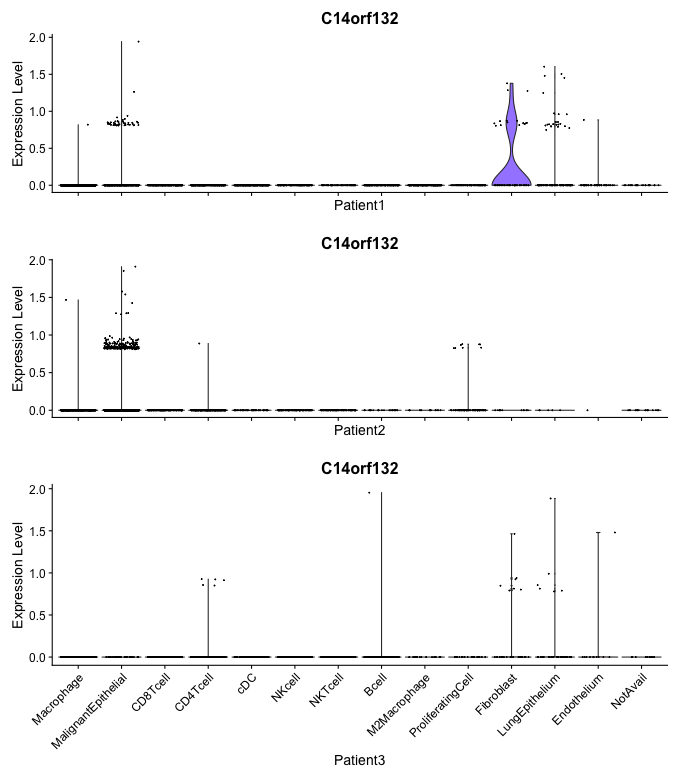 C14orf132
Expression Level
2.0
1.5
1.0
0.5
0.0
Patient1
C14orf132
Expression Level
2.0
1.5
1.0
0.5
0.0
Patient2
C14orf132
Expression Level
2.0
1.5
1.0
0.5
0.0
Macrophage
MalignantEpithelial
CD8Tcell
CD4Tcell
cDC
NKcell
NKTcell
Bcell
M2Macrophage
ProliferatingCell
Fibroblast
LungEpithelium
Endothelium
NotAvail
Patient3